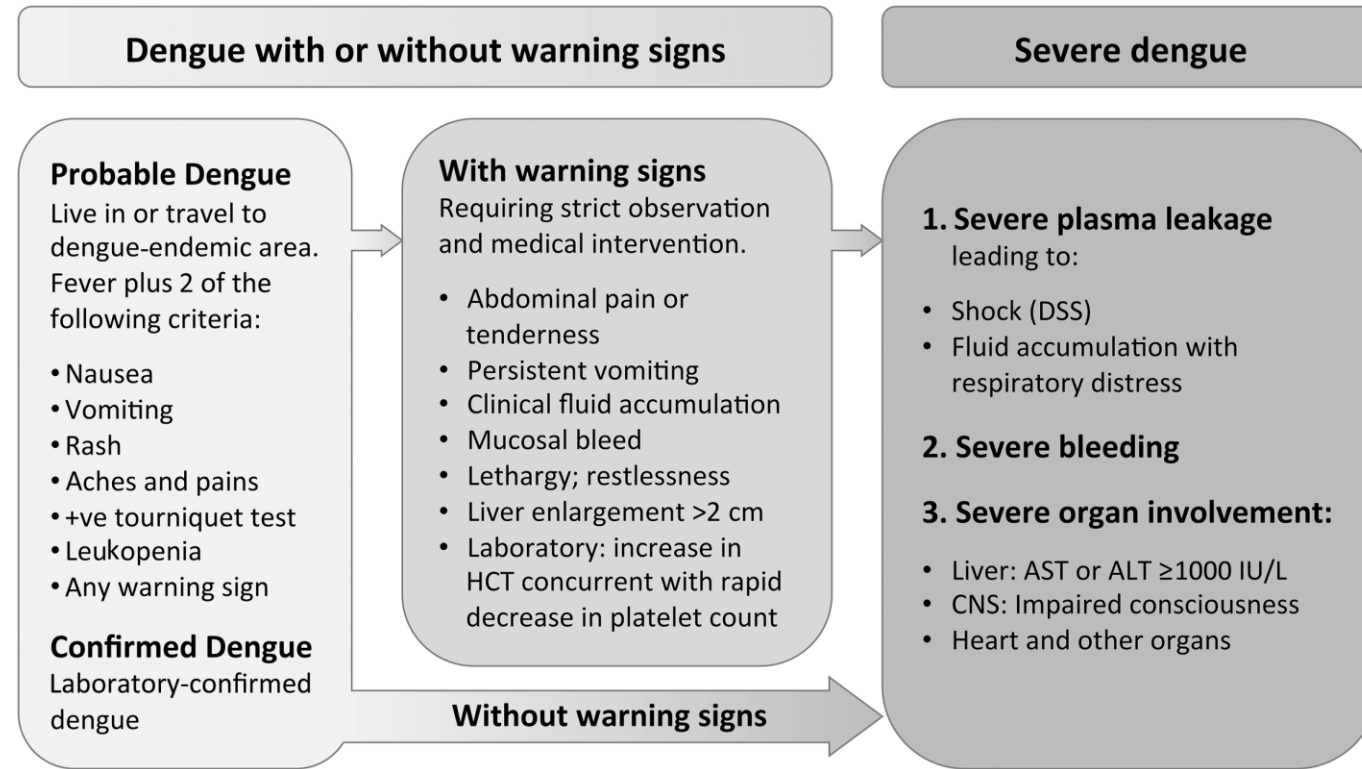 Dengue with or without warning signs
Severe dengue
Probable Dengue
Live in or travel to
dengue-endemic area.
Fever plus 2 of the
following criteria:
• Nausea
• Vomiting
• Rash
• Aches and pains
• +ve tourniquet test
• Leukopenia
• Any warning sign
Confirmed Dengue
Laboratory-confirmed
dengue
With warning signs
Requiring strict observation
and medical intervention.
• Abdominal pain or
tenderness
• Persistent vomiting
• Clinical fluid accumulation
• Mucosal bleed
• Lethargy; restlessness
• Liver enlargement >2 cm
• Laboratory: increase in
HCT concurrent with rapid
decrease in platelet count
Without warning signs
1. Severe plasma leakage
leading to:
• Shock (DSS)
• Fluid accumulation with
respiratory distress
2. Severe bleeding
3. Severe organ involvement:
• Liver: AST or ALT ≥1000 IU/L
• CNS: Impaired consciousness
• Heart and other organs